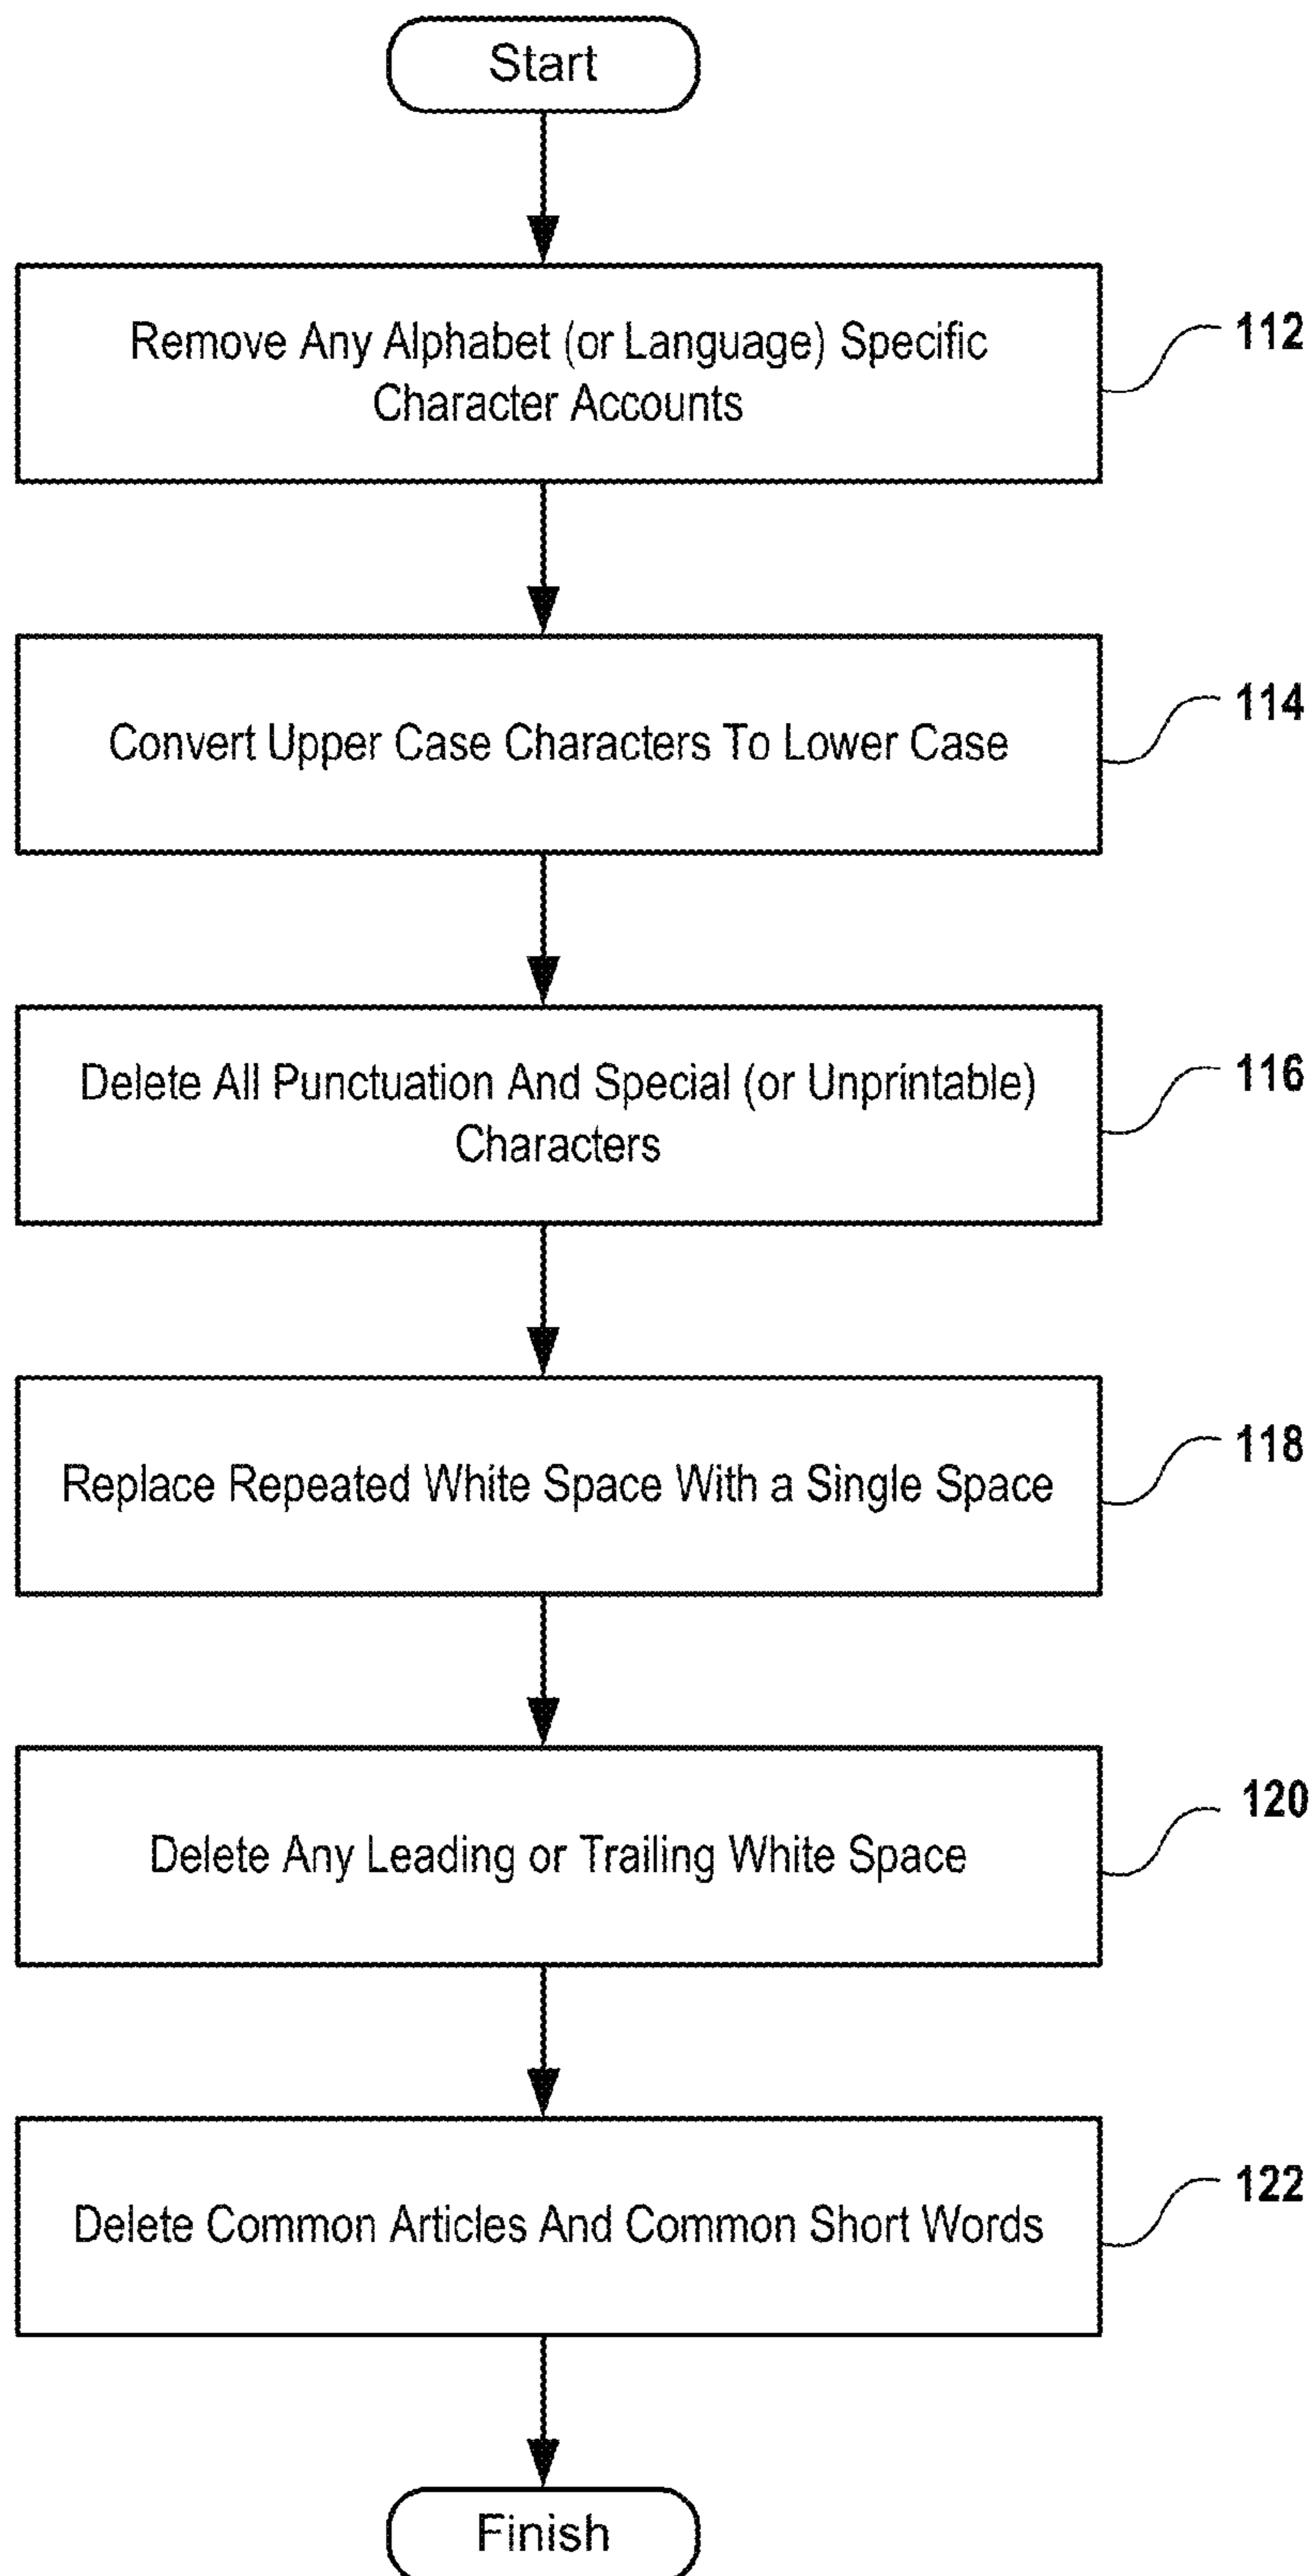 Start
Remove Any Alphabet (or Language) Specific
Character Accounts
112
Convert Upper Case Characters To Lower Case
114
Delete All Punctuation And Special (or Unprintable)
Characters
116
Replace Repeated White Space With a Single Space
118
Delete Any Leading or Trailing White Space
120
Delete Common Articles And Common Short Words
122
Finish